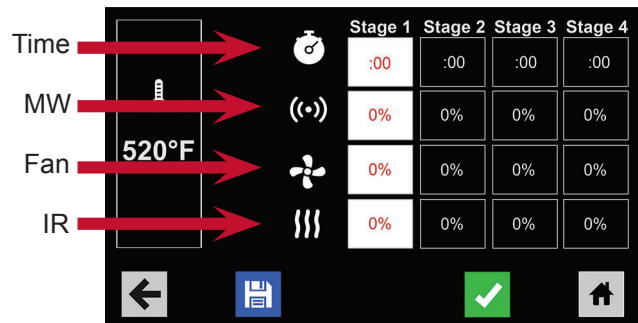 Stage 1 Stage 2 Stage 3 Stage 4
Time
:00 :00 :00 :00
MW
0% 0% 0% 0%
520°F
Fan
0% 0% 0% 0%
IR
0% 0% 0% 0%